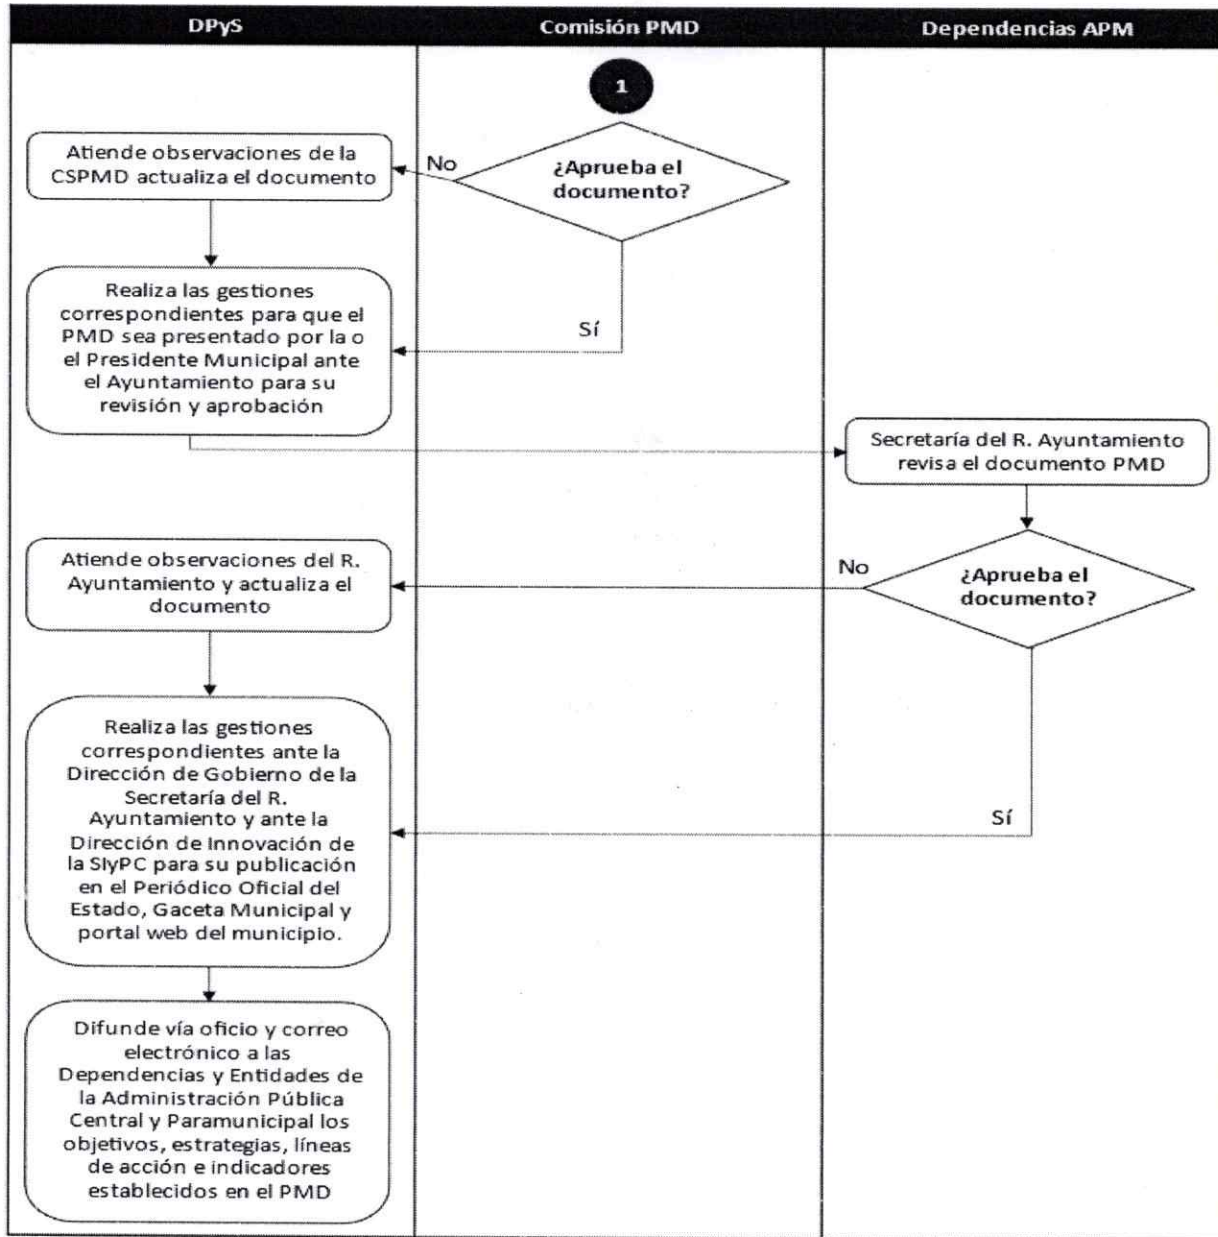 DPyS
Comisión PMD
Dependencias APM
1
¿Aprueba el
documento?
No
Atiende observaciones de la
CSPMD actualiza el documento
Sí
Realiza las gestiones
correspondientes para que el
PMD sea presentado por la o
el Presidente Municipal ante
el Ayuntamiento para su
revisión y aprobación
Secretaría del R. Ayuntamiento
revisa el documento PMD
¿Aprueba el
documento?
No
Atiende observaciones del R.
Ayuntamiento y actualiza el
documento
Sí
Realiza las gestiones
correspondientes ante la
Dirección de Gobierno de la
Secretaría del R.
Ayuntamiento y ante la
Dirección de Innovación de
la SIyPC para su publicación
en el Periódico Oficial del
Estado, Gaceta Municipal y
portal web del municipio.
Difunde vía oficio y correo
electrónico a las
Dependencias y Entidades de
la Administración Pública
Central y Paramunicipal los
objetivos, estrategias, líneas
de acción e indicadores
establecidos en el PMD